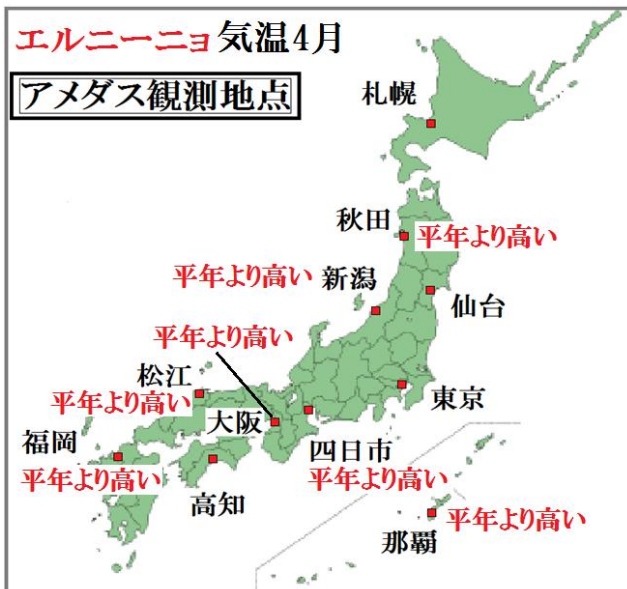 エルニーニョ 気温4月
アメダス観測地点
札幌
秋田
平年より高い
平年より高い
新潟
仙台
平年より高い
松江
平年より高い
東京
大阪
福岡
四日市
平年より高い
平年より高い
高知
平年より高い
那覇